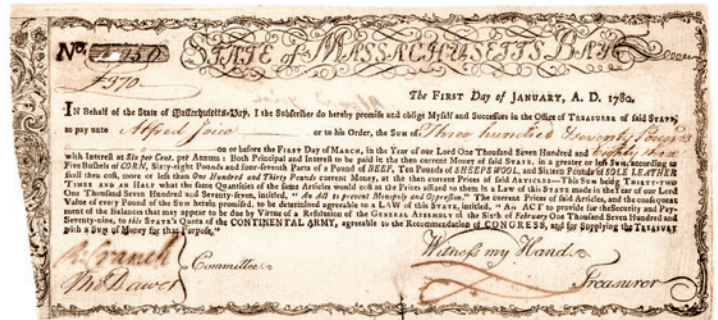 No. 4150
STATE of MASSACHUSETTS-BAY.
£370—
The FIRST Day of JANUARY, A. D. 1780.
IN Behalf of the State of Massachusetts-Bay, I the Subscriber do hereby promise and oblige Myself and Successors in the Office of TREASURER of said STATE,
to pay unto Alfred — or to his Order, the SUM of Three hundred Seventy
on or before the FIRST Day of MARCH, in the Year of our Lord One Thousand Seven Hundred and Eighty
with Interest at Six per Cent. per Annum : Both Principal and Interest to be paid in the then current Money of said STATE, in a greater or less SUM, according as
Five Bushels of CORN, Sixty-eight Pounds and four-seventh Parts of a Pound of BEEF, Ten Pounds of SHEEPS WOOL, and Sixteen Pounds of SOLE LEATHER
shall then cost, more or less than One Hundred and Thirty Pounds current Money, at the then current Prices of said ARTICLES—This SUM being THIRTY-TWO
TIMES AND AN HALF what the same Quantities of the same Articles would cost at the Prices affixed to them in a LAW of this STATE made in the Year of our Lord
One Thousand Seven Hundred and Seventy-seven, intitled, " An Act to prevent Monopoly and Oppression." The current Prices of said Articles, and the consequent
Value of every Pound of the SUM herein promised, to be determined agreeable to a LAW of this STATE, intitled, " An ACT to provide for the Security and Pay-
ment of the Balances that may appear to be due by Virtue of a Resolution of the GENERAL ASSEMBLY of the Sixth of February One Thousand Seven Hundred and
Seventy-nine, to this STATE's Quota of the CONTINENTAL ARMY, agreeable to the Recommendation of CONGRESS, and for Supplying the TREASURY
with a SUM of Money for that Purpose."
R. Cranch
Tho Dawes
Committee.
Witness my Hand.
Treasurer